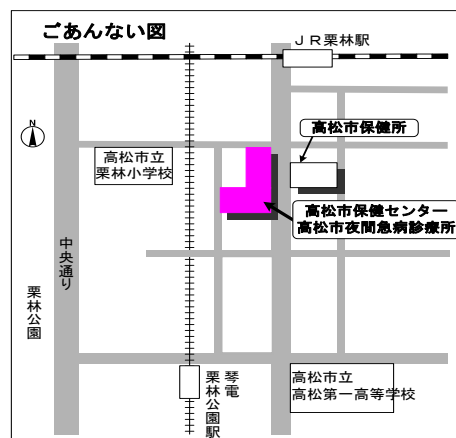 ごあんない図
ＪＲ栗林駅
N
高松市保健所
高松市立
栗林小学校
高松市保健センター
高松市夜間急病診療所
中央通り
栗林公園
琴電
栗林公園駅
高松市立
高松第一高等学校